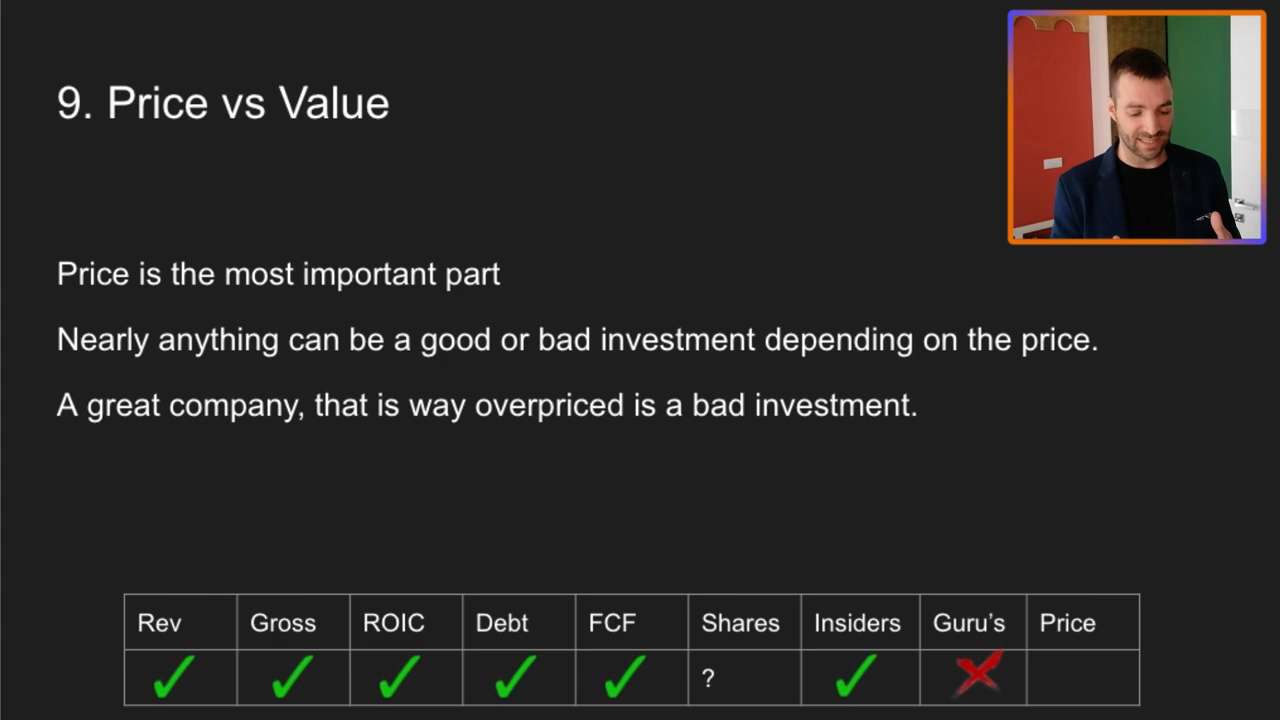 9. Price vs Value
Price is the most important part
Nearly anything can be a good or bad investment depending on the price.
A great company, that is way overpriced is a bad investment.
Rev Gross ROIC Debt FCF Shares Insiders Guru's Price
?